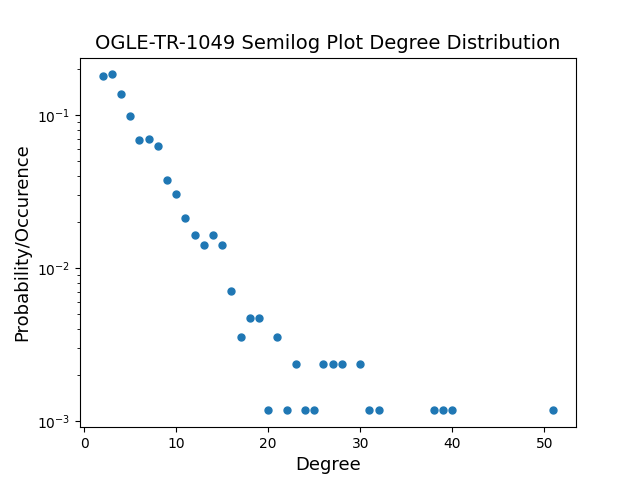 OGLE-TR-1049 Semilog Plot Degree Distribution
Probability/Occurence
10⁻¹
10⁻²
10⁻³
0 10 20 30 40 50
Degree